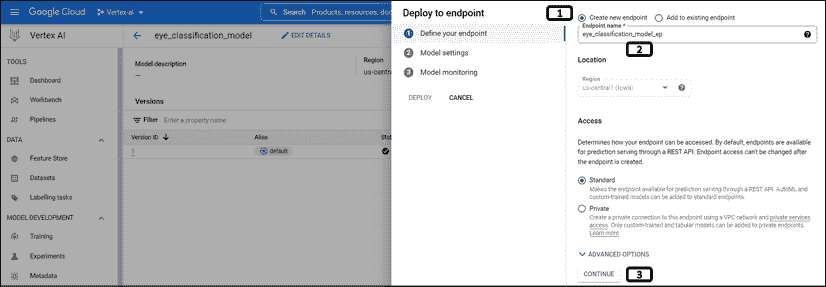 Google Cloud
Vertex-ai
Search Products, resources, doc
Vertex AI
eye_classification_model
EDIT DETAILS
TOOLS
Dashboard
Workbench
Pipelines
DATA
Feature Store
Datasets
Labelling tasks
MODEL DEVELOPMENT
Training
Experiments
Metadata
Model description
—
Region
us-central
Versions
Filter Enter a property name
Version ID Alias Stat
1 default
Deploy to endpoint
1 Define your endpoint
2 Model settings
3 Model monitoring
DEPLOY CANCEL
1
Create new endpoint Add to existing endpoint
Endpoint name *
eye_classification_model_ep
2
Location
Region
us-central1 (Iowa)
Access
Determines how your endpoint can be accessed. By default, endpoints are available
for prediction serving through a REST API. Endpoint access can't be changed after
the endpoint is created.
Standard
Makes the endpoint available for prediction serving through a REST API. AutoML and
custom-trained models can be added to standard endpoints.
Private
Create a private connection to this endpoint using a VPC network and private services
access. Only custom-trained and tabular models can be added to private endpoints.
Learn more
ADVANCED OPTIONS
CONTINUE
3